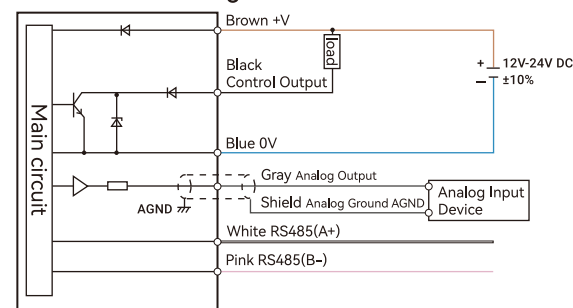 Brown +V
load
Black
Control Output
+ 12V-24V DC
− ±10%
Main circuit
Blue 0V
Gray Analog Output
Shield Analog Ground AGND
Analog Input
Device
AGND
White RS485(A+)
Pink RS485(B-)